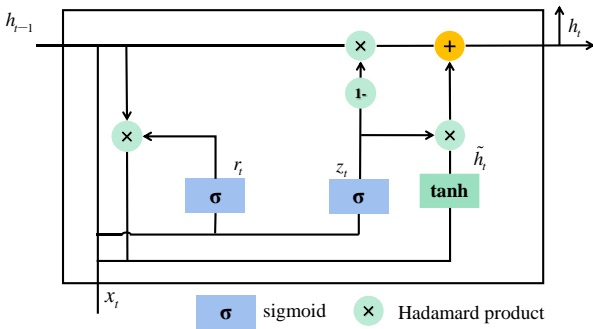 h_{t-1}
h_t
×
+
1-
×
×
r_t
z_t
h̃_t
σ
σ
tanh
x_t
σ sigmoid
× Hadamard product